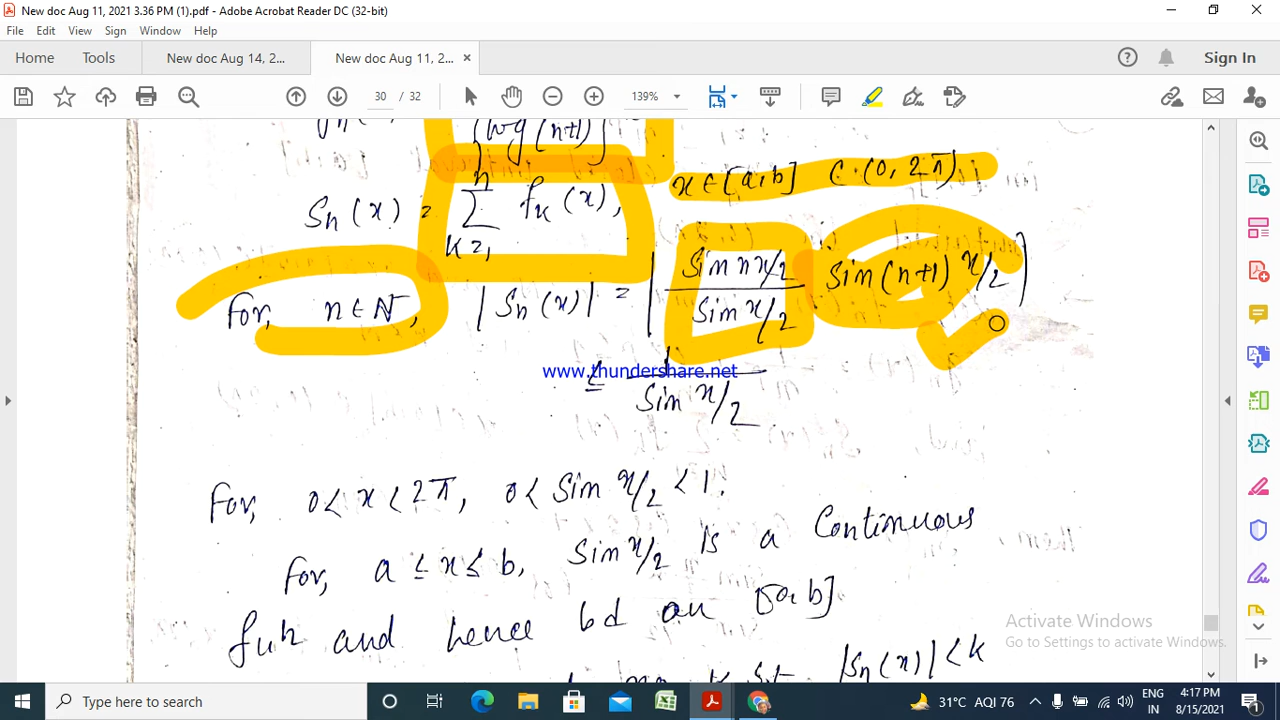 New doc Aug 11, 2021 3.36 PM (1).pdf - Adobe Acrobat Reader DC (32-bit)
File Edit View Sign Window Help
Home Tools New doc Aug 14, 2... New doc Aug 11, 2... × Sign In
30 / 32 139%
log(n+1)
x ∈ [a,b] ⊂ (0, 2π)
Sn(x) = n∑k=1 fk(x),
For, n ∈ N, |Sn(x)| = | Sin nx/2 / Sin x/2 . Sin(n+1) x/2 |
≤ 1 / Sin x/2
www.thundershare.net
For, 0 < x < 2π, 0 < Sin x/2 < 1.
For, a ≤ x ≤ b, Sin x/2 is a Continuous
fuh and hence bd on [a, b]
|Sn(x)| < k
Activate Windows
Go to Settings to activate Windows.
Type here to search
31°C AQI 76
ENG
IN
4:17 PM
8/15/2021
1